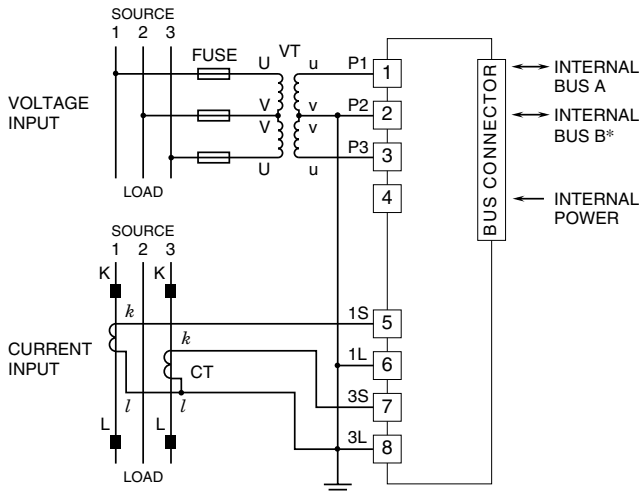 SOURCE
1 2 3
FUSE
VT
U u P1 1
V v P2 2
V v
U u P3 3
4
VOLTAGE
INPUT
LOAD
BUS CONNECTOR
INTERNAL
BUS A
INTERNAL
BUS B*
INTERNAL
POWER
SOURCE
1 2 3
K K
k 1S 5
k
CURRENT
INPUT
CT
1L 6
l l
3S 7
L L
3L 8
LOAD